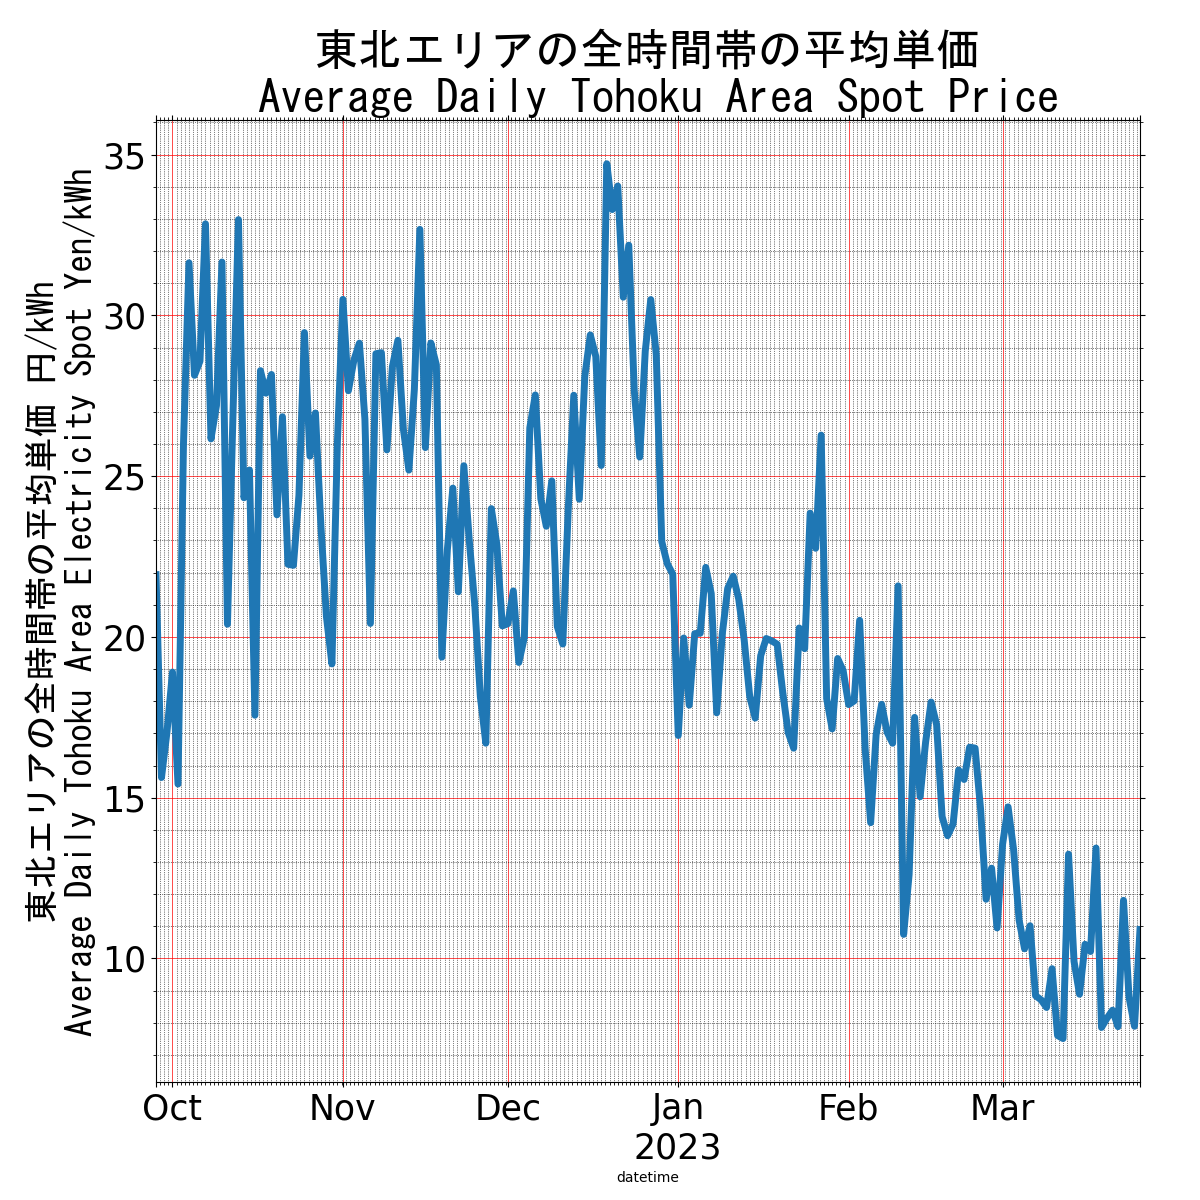 東北エリアの全時間帯の平均単価
Average Daily Tohoku Area Spot Price
東北エリアの全時間帯の平均単価 円/kWh
Average Daily Tohoku Area Electricity Spot Yen/kWh
35
30
25
20
15
10
Oct Nov Dec Jan Feb Mar
2023
datetime